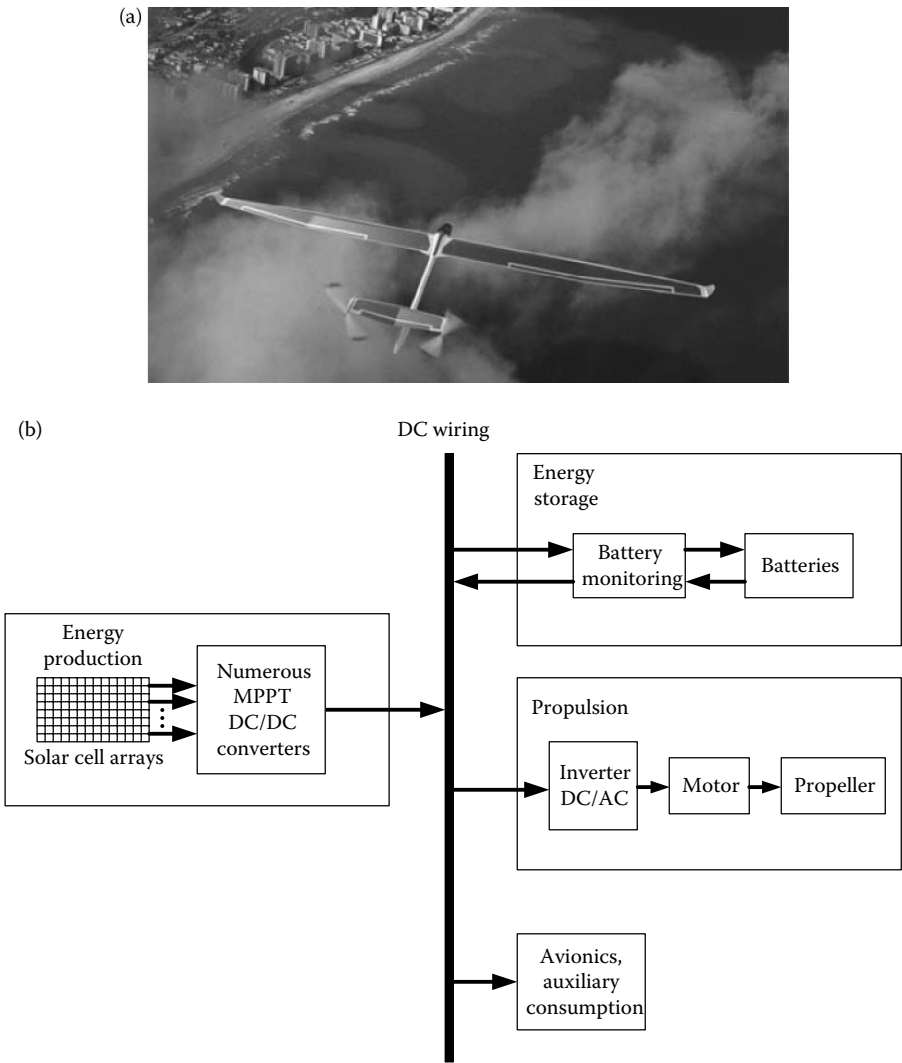 (a)
(b)
DC wiring
Energy
storage
Battery
monitoring
Batteries
Energy
production
Numerous
MPPT
DC/DC
converters
Solar cell arrays
Propulsion
Inverter
DC/AC
Motor
Propeller
Avionics,
auxiliary
consumption